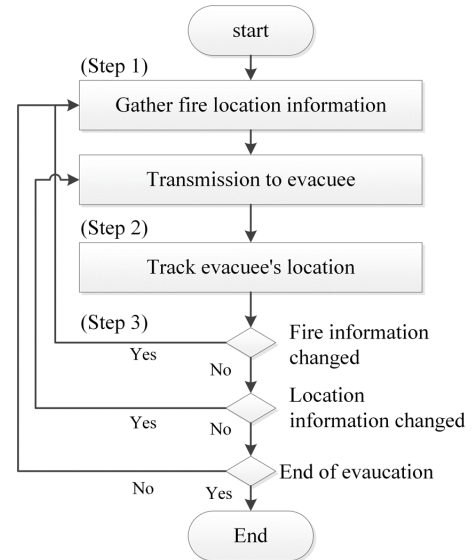 start
(Step 1)
Gather fire location information
Transmission to evacuee
(Step 2)
Track evacuee's location
(Step 3)
Fire information
changed
Yes
No
Location
information changed
Yes
No
End of evaucation
No
Yes
End